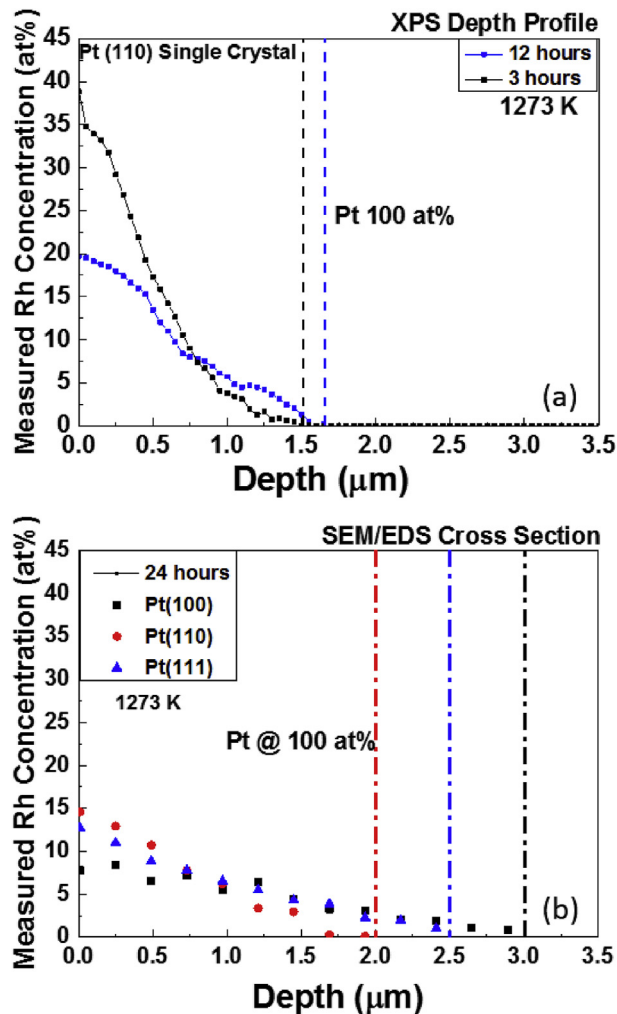 XPS Depth Profile
Pt (110) Single Crystal
12 hours
3 hours
1273 K
Pt 100 at%
(a)
Measured Rh Concentration (at%)
45
40
35
30
25
20
15
10
5
0
0.0 0.5 1.0 1.5 2.0 2.5 3.0 3.5
Depth (μm)
SEM/EDS Cross Section
24 hours
Pt(100)
Pt(110)
Pt(111)
1273 K
Pt @ 100 at%
(b)
Measured Rh Concentration (at%)
45
40
35
30
25
20
15
10
5
0
0.0 0.5 1.0 1.5 2.0 2.5 3.0 3.5
Depth (μm)